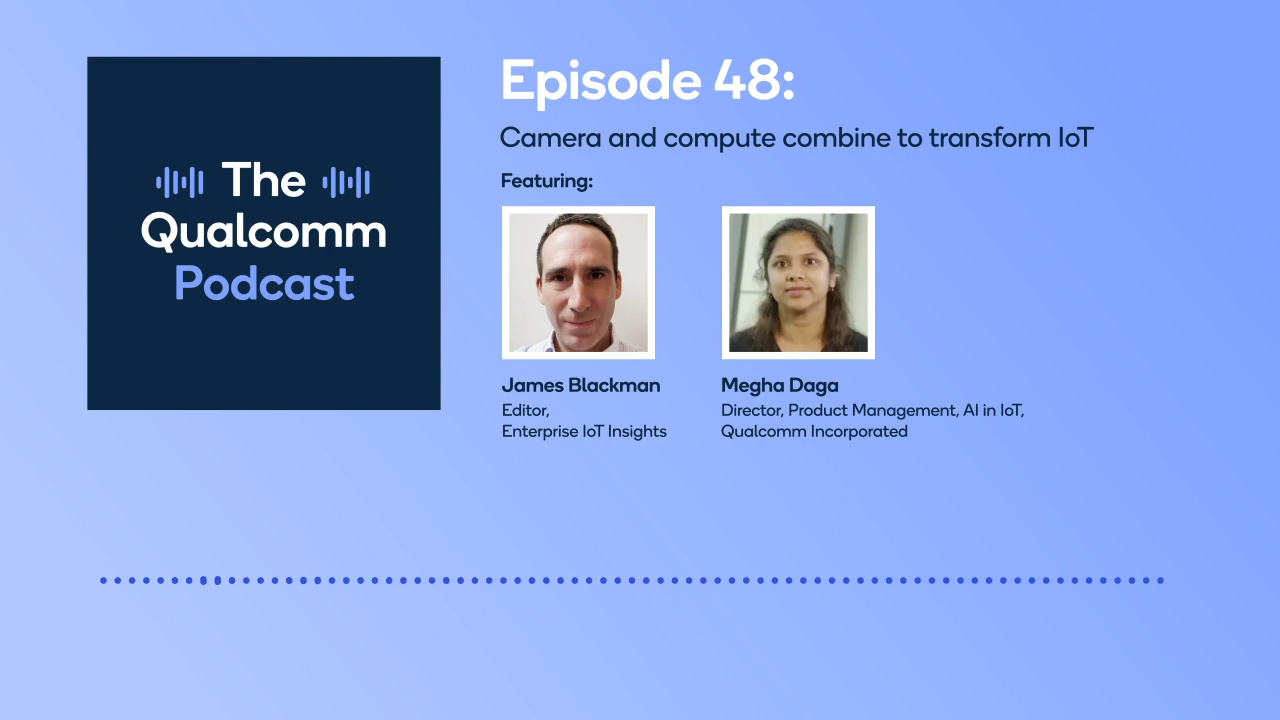 The
Qualcomm
Podcast
Episode 48:
Camera and compute combine to transform IoT
Featuring:
James Blackman
Editor,
Enterprise IoT Insights
Megha Daga
Director, Product Management, AI in IoT,
Qualcomm Incorporated